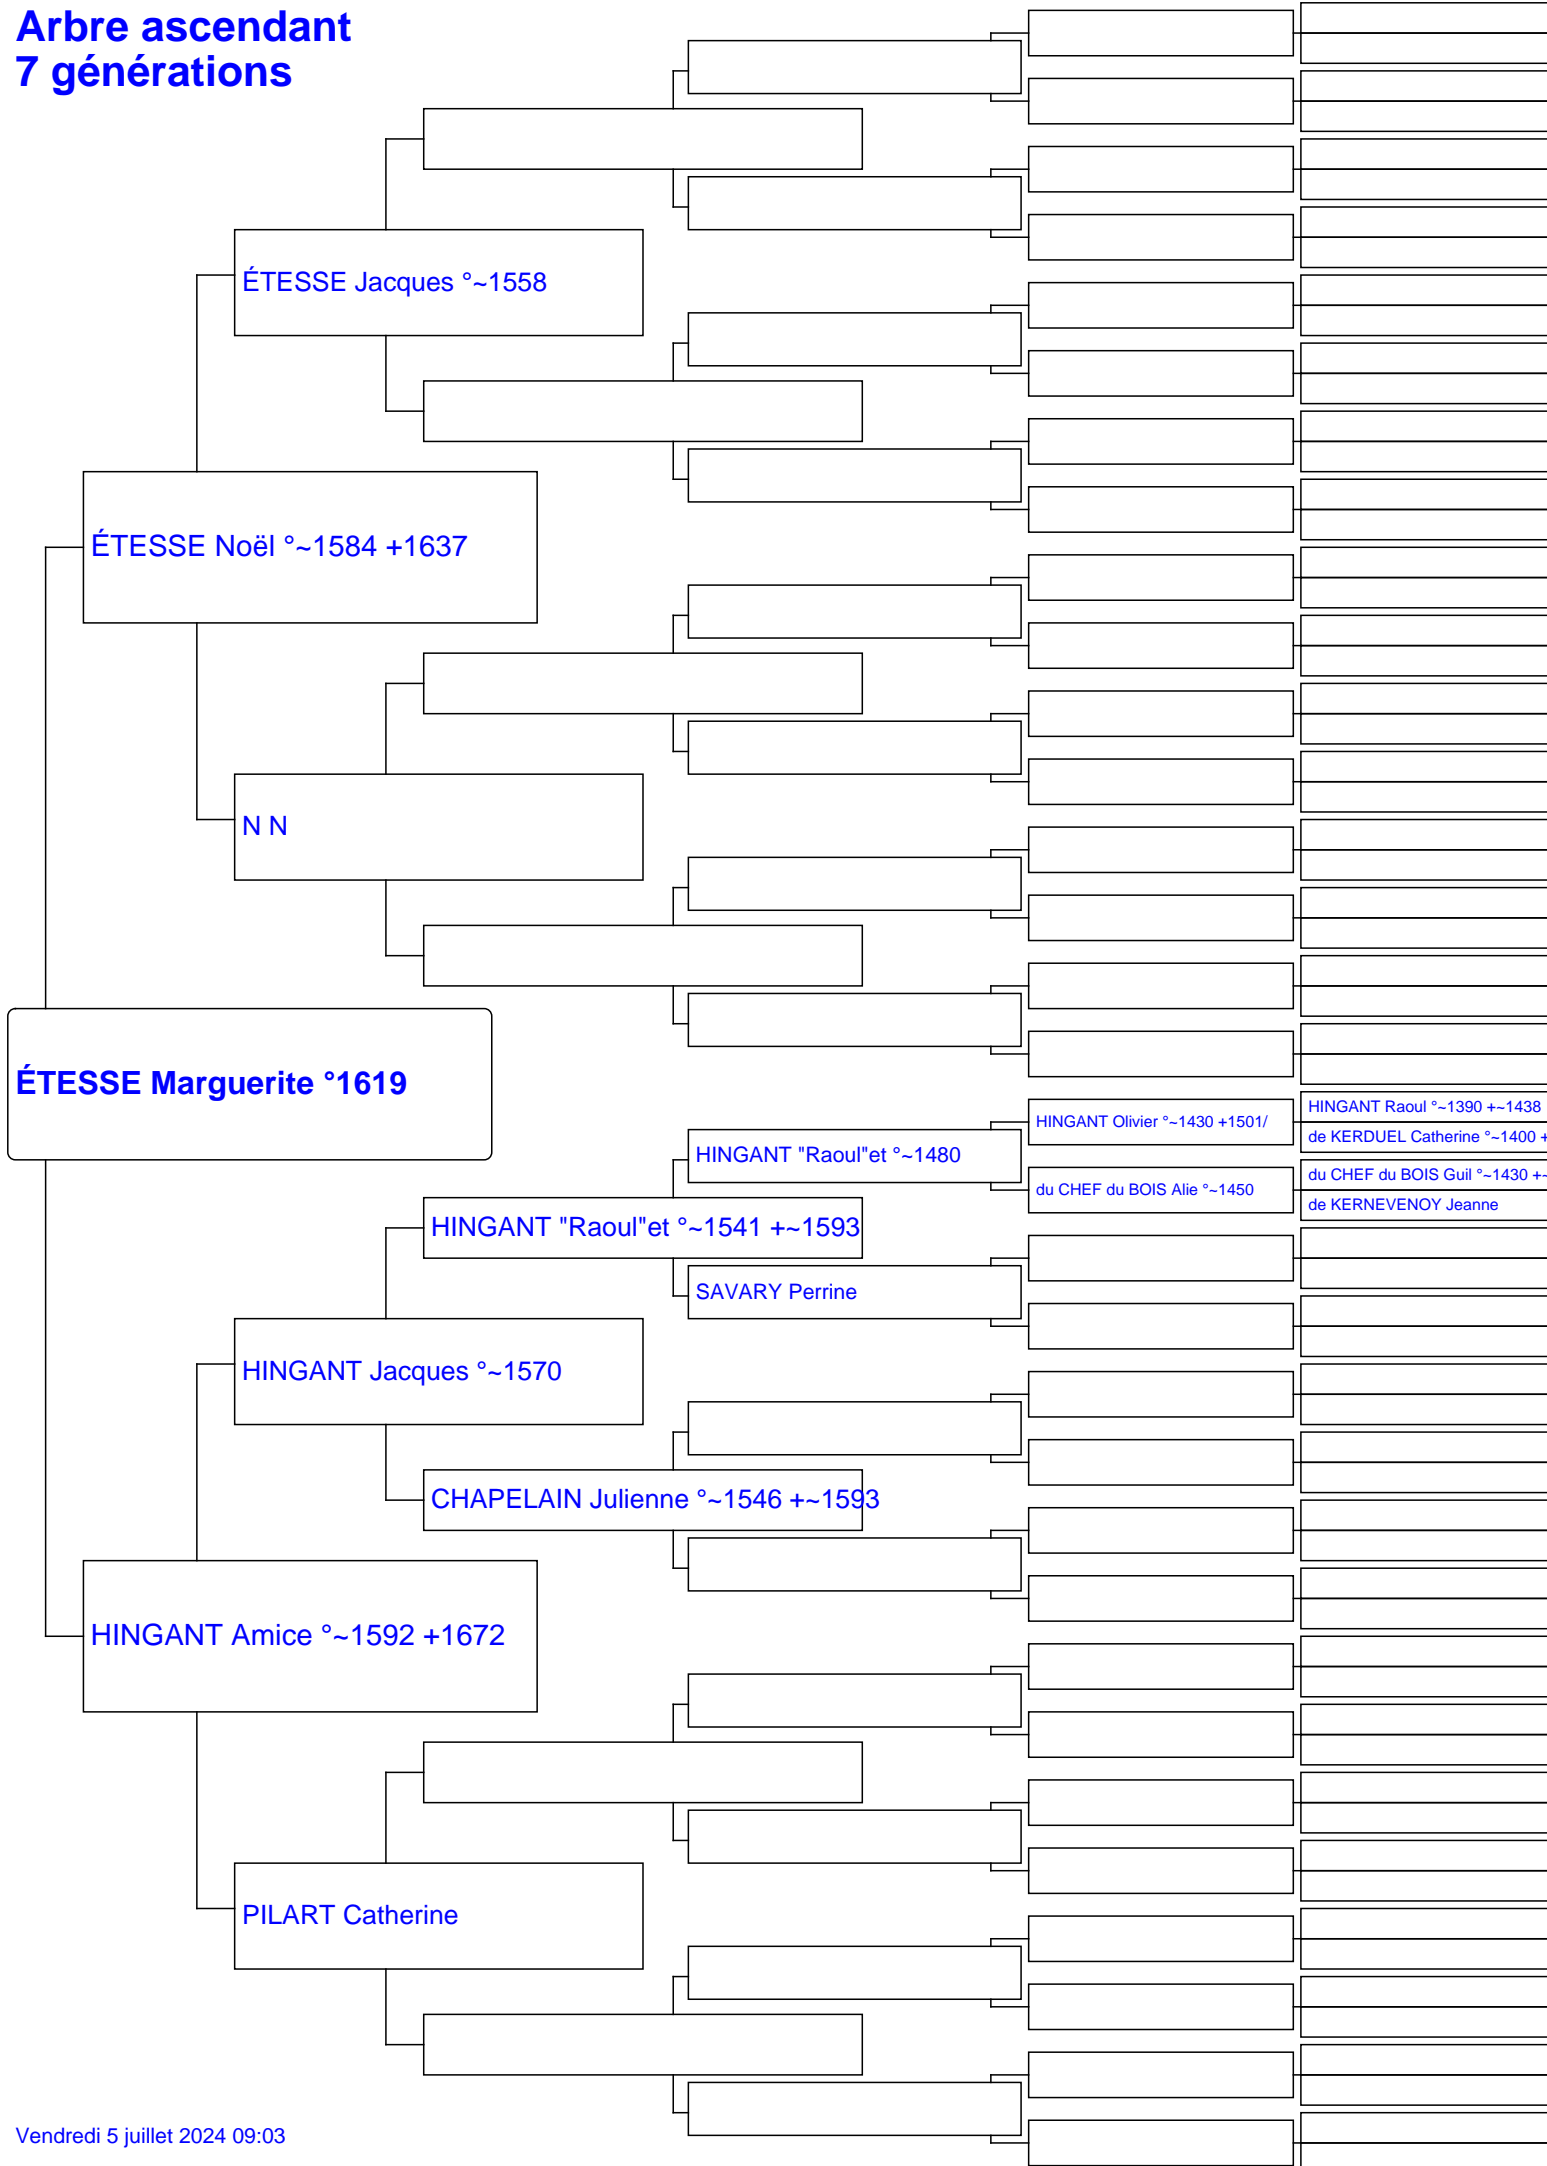 Arbre ascendant
7 générations
ÉTESSE Jacques °~1558
ÉTESSE Noël °~1584 +1637
N N
ÉTESSE Marguerite °1619
HINGANT Raoul °~1390 +~1438
HINGANT Olivier °~1430 +1501/
de KERDUEL Catherine °~1400 +
HINGANT "Raoul"et °~1480
du CHEF du BOIS Guil °~1430 +~
du CHEF du BOIS Alie °~1450
de KERNEVENOY Jeanne
HINGANT "Raoul"et °~1541 +~1593
SAVARY Perrine
HINGANT Jacques °~1570
CHAPELAIN Julienne °~1546 +~1593
HINGANT Amice °~1592 +1672
PILART Catherine
Vendredi 5 juillet 2024 09:03